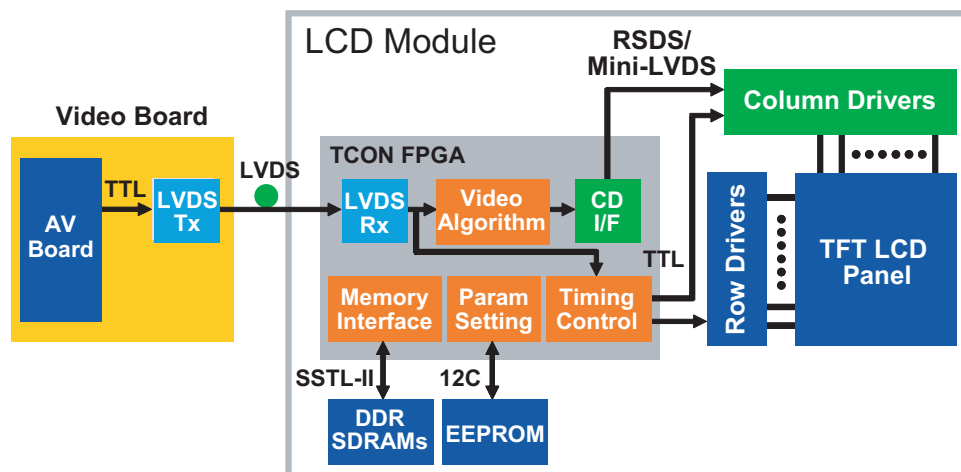 LCD Module
RSDS/
Mini-LVDS
Column Drivers
Video Board
TCON FPGA
LVDS
TTL
AV
Board
LVDS
Tx
LVDS
Rx
Video
Algorithm
CD
I/F
TTL
Row Drivers
TFT LCD
Panel
Memory
Interface
Param
Setting
Timing
Control
SSTL-II
12C
DDR
SDRAMs
EEPROM